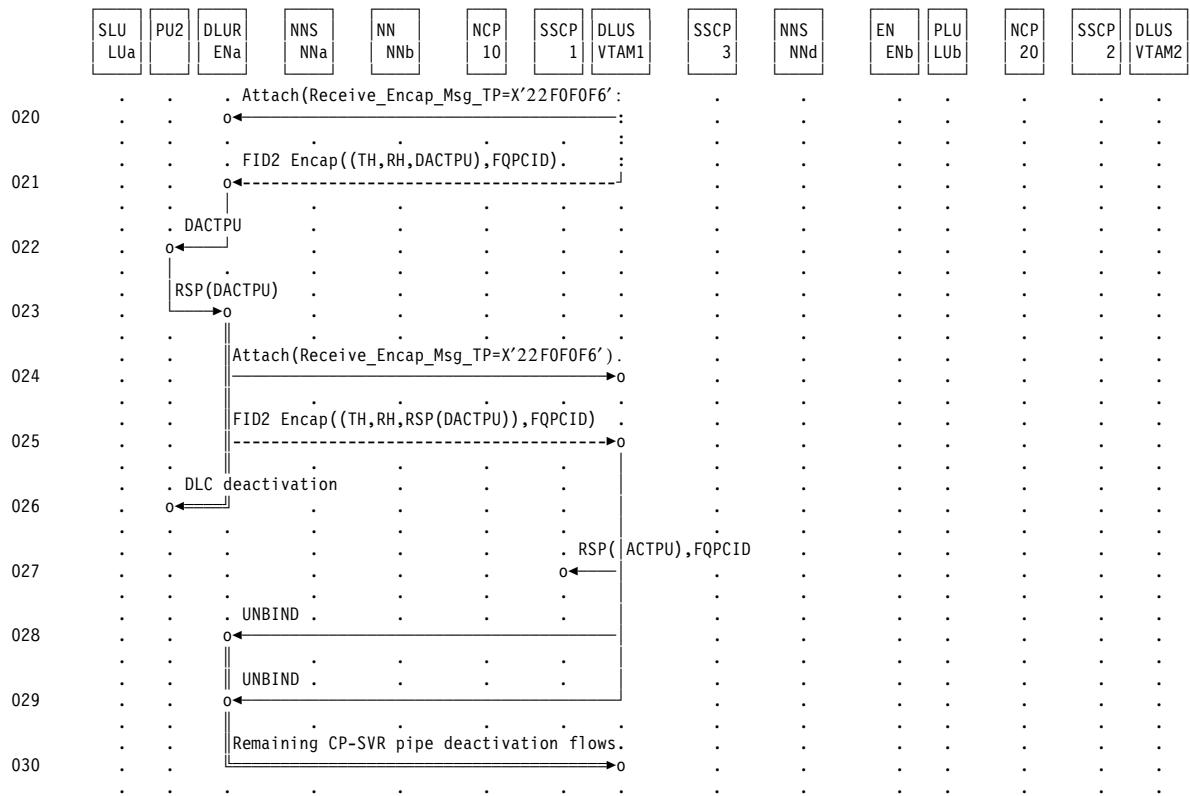 SLU PU2 DLUR NNS NN NCP SSCP DLUS SSCP NNS EN PLU NCP SSCP DLUS
LUa ENa NNa NNb 10 1 VTAM1 3 NNd ENb LUb 20 2 VTAM2
Attach(Receive_Encap_Msg_TP=X'22F0F0F6':
020
FID2 Encap((TH,RH,DACTPU),FQPCID).
021
DACTPU
022
RSP(DACTPU)
023
Attach(Receive_Encap_Msg_TP=X'22F0F0F6').
024
FID2 Encap((TH,RH,RSP(DACTPU)),FQPCID)
025
DLC deactivation
026
RSP( ACTPU),FQPCID
027
UNBIND
028
UNBIND
029
Remaining CP-SVR pipe deactivation flows.
030